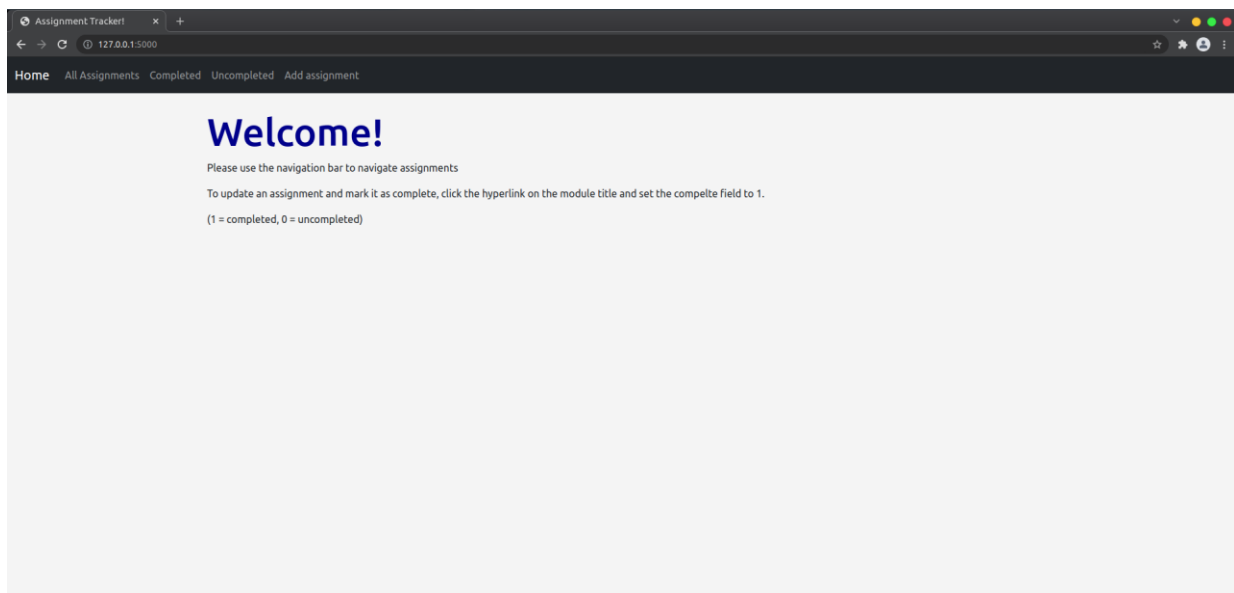 Assignment Tracker!
127.0.0.1:5000
Home All Assignments Completed Uncompleted Add assignment
Welcome!
Please use the navigation bar to navigate assignments
To update an assignment and mark it as complete, click the hyperlink on the module title and set the compelte field to 1.
(1 = completed, 0 = uncompleted)